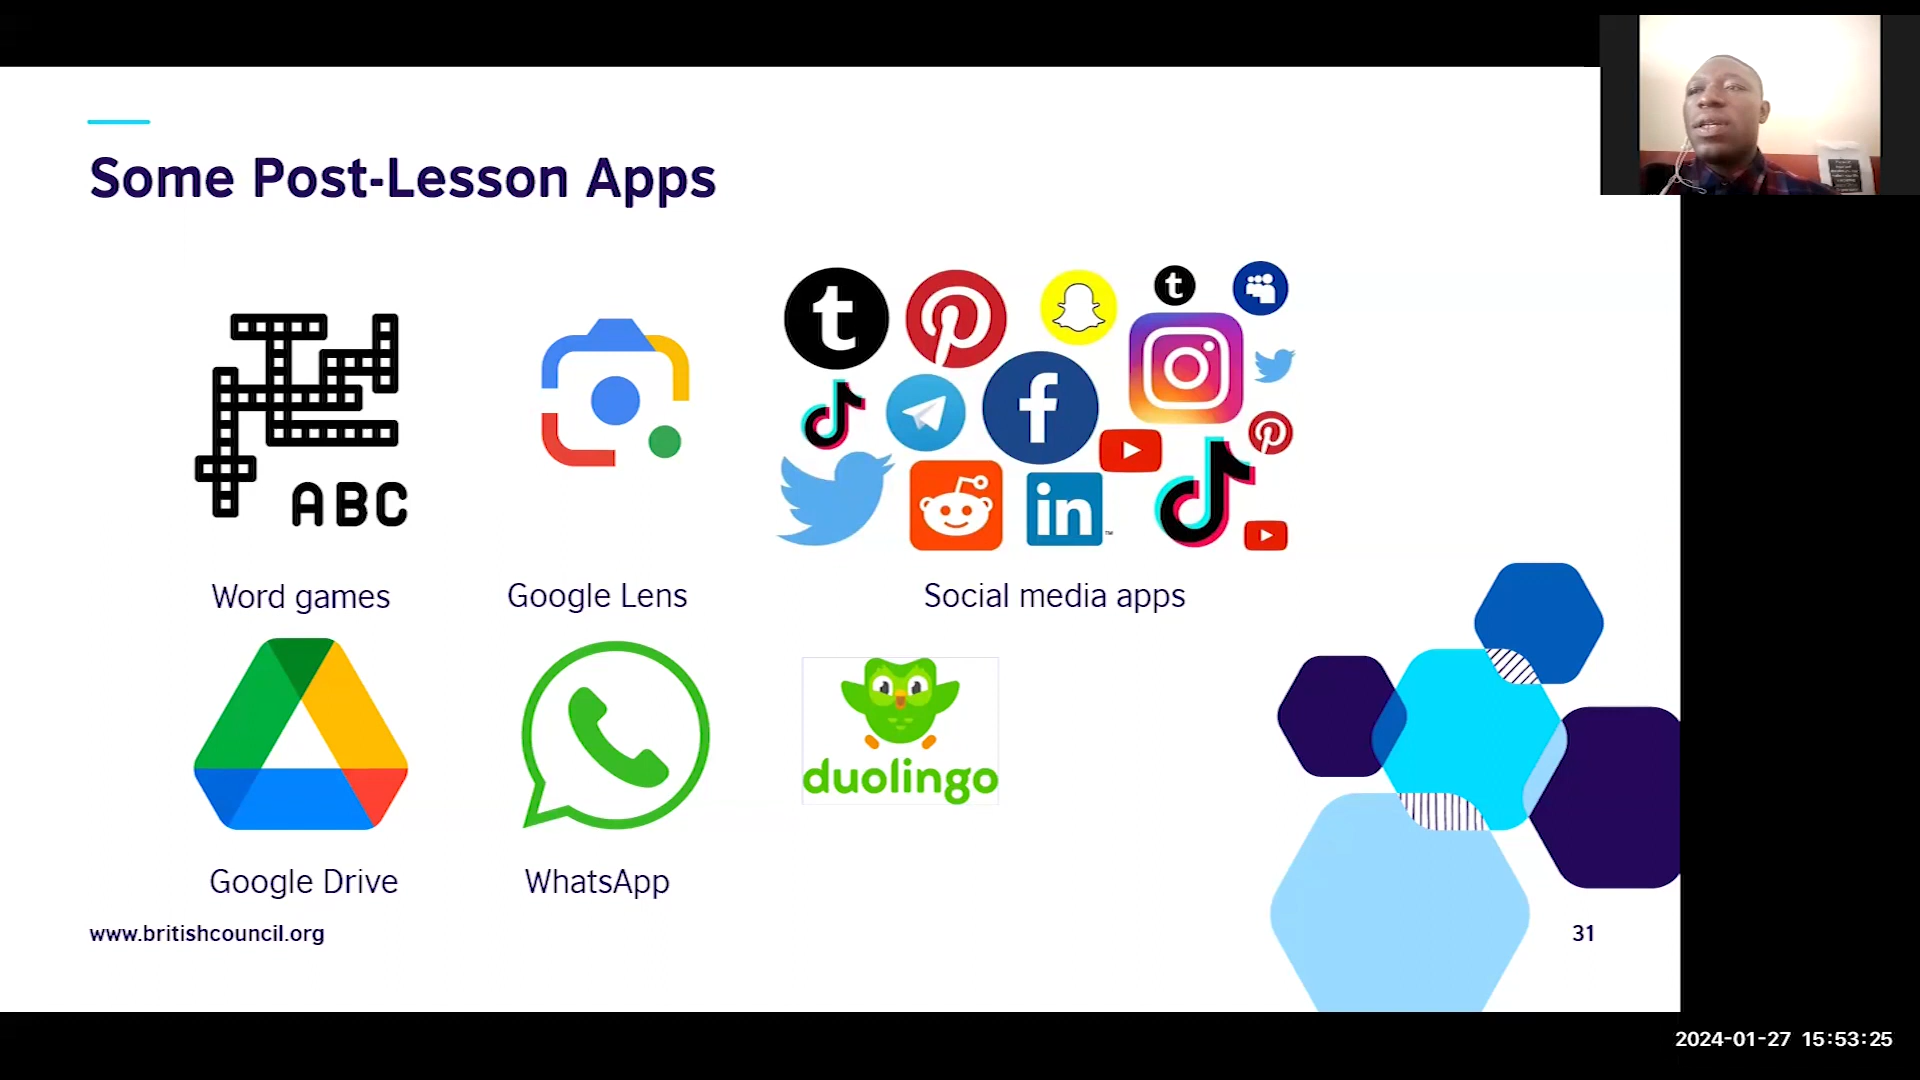 Some Post-Lesson Apps
ABC
Word games
Google Lens
in
Social media apps
duolingo
Google Drive
WhatsApp
www.britishcouncil.org
31
2024-01-27 15:53:25